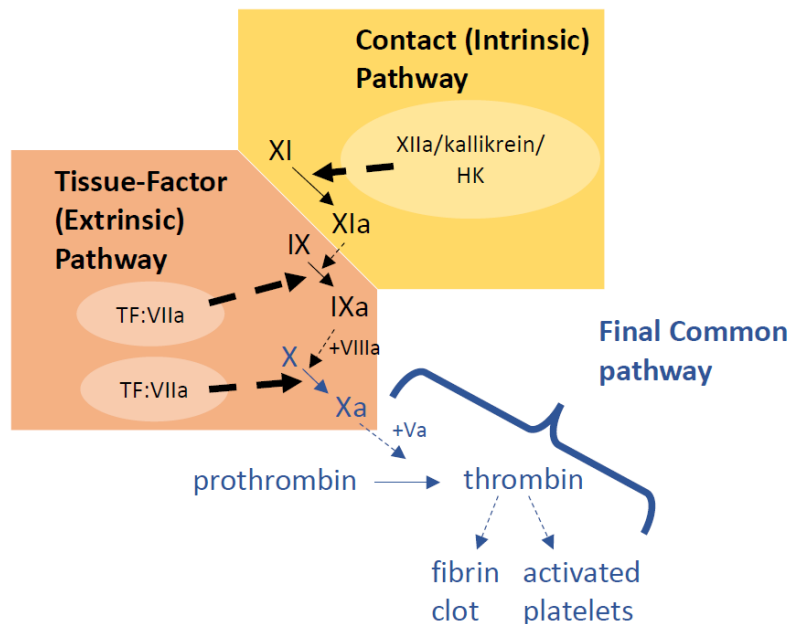 Contact (Intrinsic)
Pathway
XIIa/kallikrein/
HK
XI
XIa
Tissue-Factor
(Extrinsic)
Pathway
IX
IXa
TF:VIIa
+VIIIa
X
TF:VIIa
Xa
+Va
Final Common
pathway
prothrombin
thrombin
fibrin
clot
activated
platelets